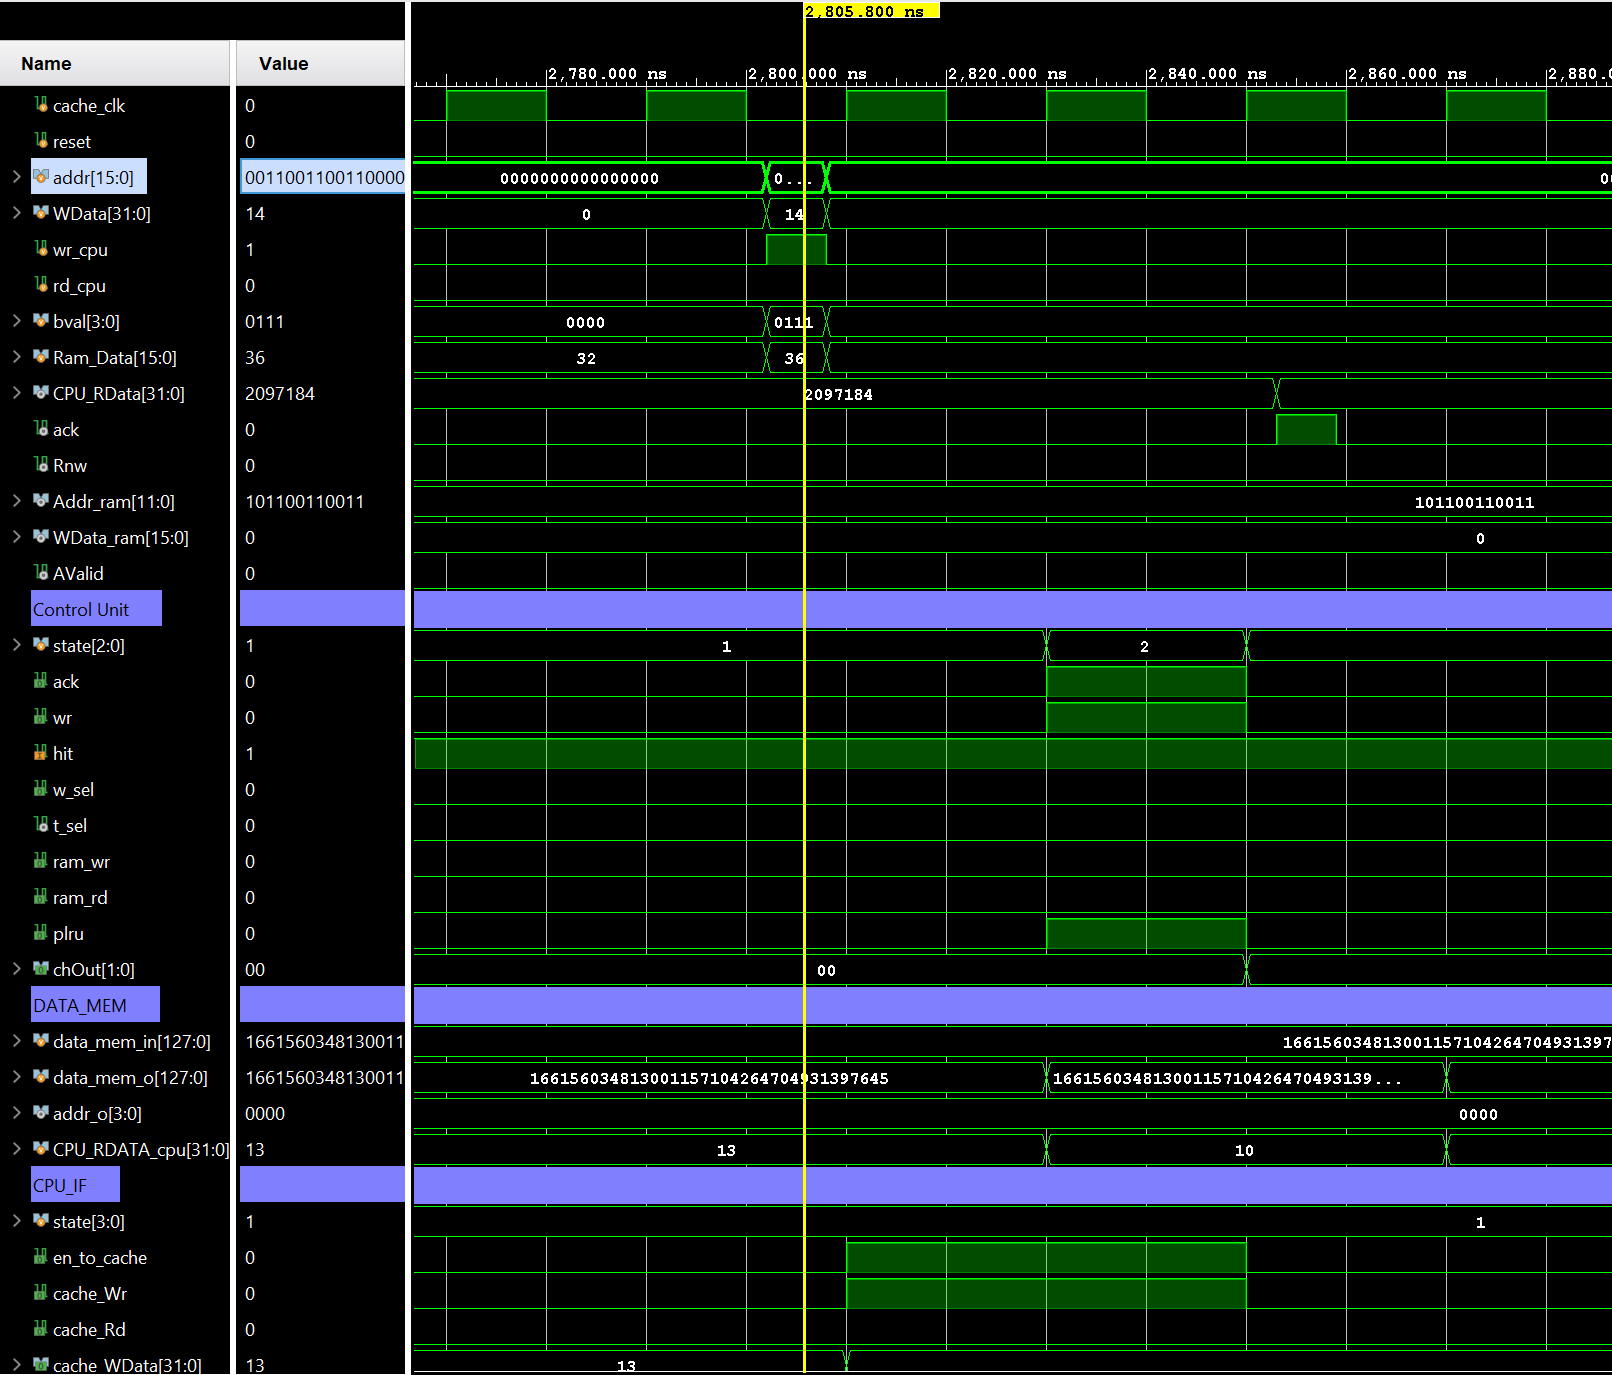 2,805.800 ns
Name Value 2,780.000 ns 2,800.000 ns 2,820.000 ns 2,840.000 ns 2,860.000 ns 2,880.0
cache_clk 0
reset 0
addr[15:0] 0011001100110000 0000000000000000 0... 0
WData[31:0] 14 0 14
wr_cpu 1
rd_cpu 0
bval[3:0] 0111 0000 0111
Ram_Data[15:0] 36 32 36
CPU_RData[31:0] 2097184 2097184
ack 0
Rnw 0
Addr_ram[11:0] 101100110011 101100110011
WData_ram[15:0] 0 0
AValid 0
Control Unit
state[2:0] 1 1 2
ack 0
wr 0
hit 1
w_sel 0
t_sel 0
ram_wr 0
ram_rd 0
plru 0
chOut[1:0] 00 00
DATA_MEM
data_mem_in[127:0] 1661560348130011 166156034813001157104264704931397
data_mem_o[127:0] 1661560348130011 166156034813001157104264704931397645 16615603481300115710426470493139...
addr_o[3:0] 0000 0000
CPU_RDATA_cpu[31:0] 13 13 10
CPU_IF
state[3:0] 1 1
en_to_cache 0
cache_Wr 0
cache_Rd 0
cache_WData[31:0] 13 13